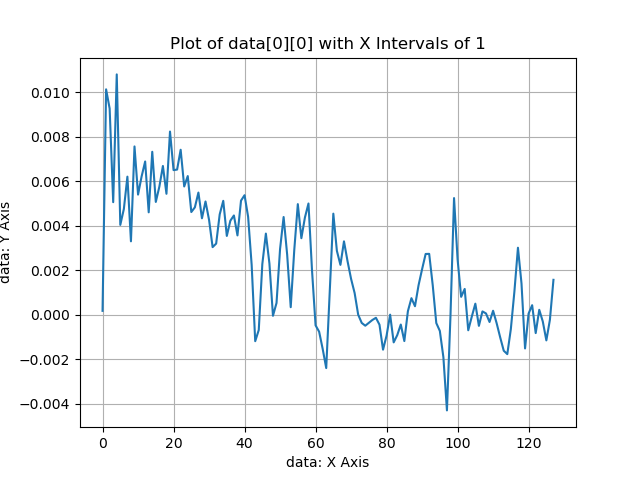 Plot of data[0][0] with X Intervals of 1
0.010
0.008
0.006
0.004
0.002
0.000
−0.002
−0.004
data: Y Axis
0 20 40 60 80 100 120
data: X Axis